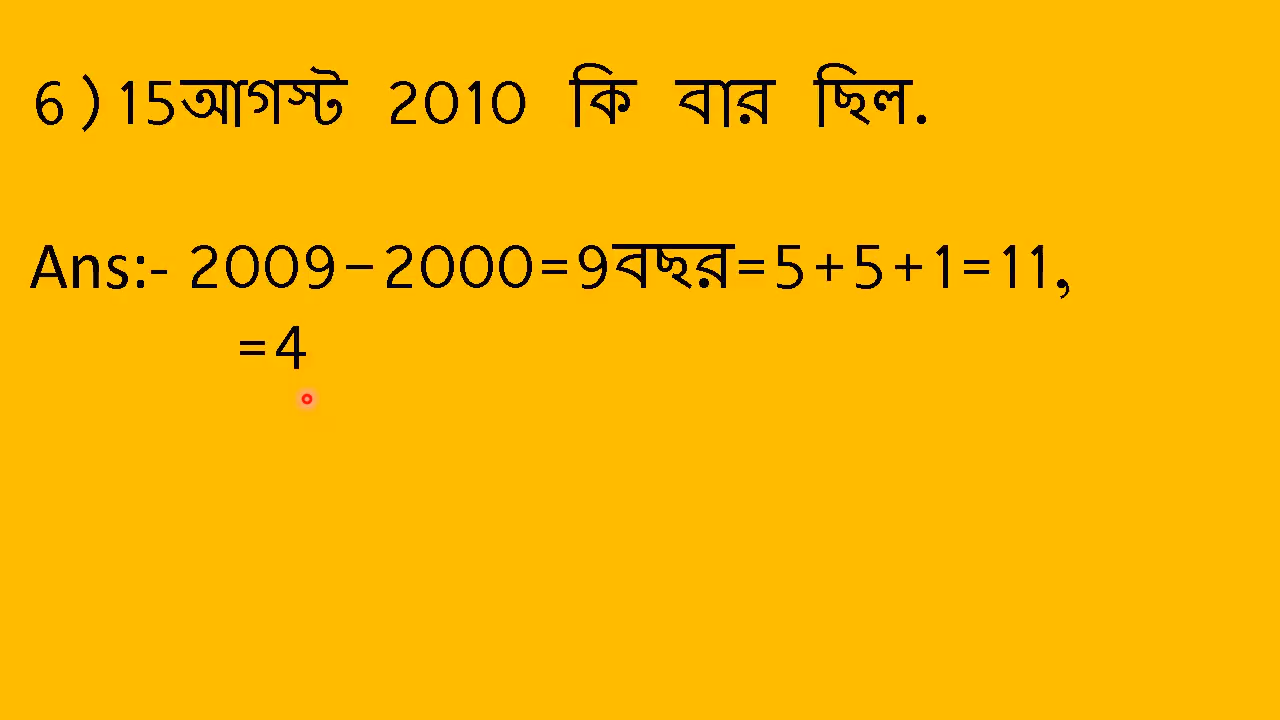 6)15আগস্ট 2010 কি বার ছিল.
Ans:- 2009-2000=9বছর=5+5+1=11,
=4